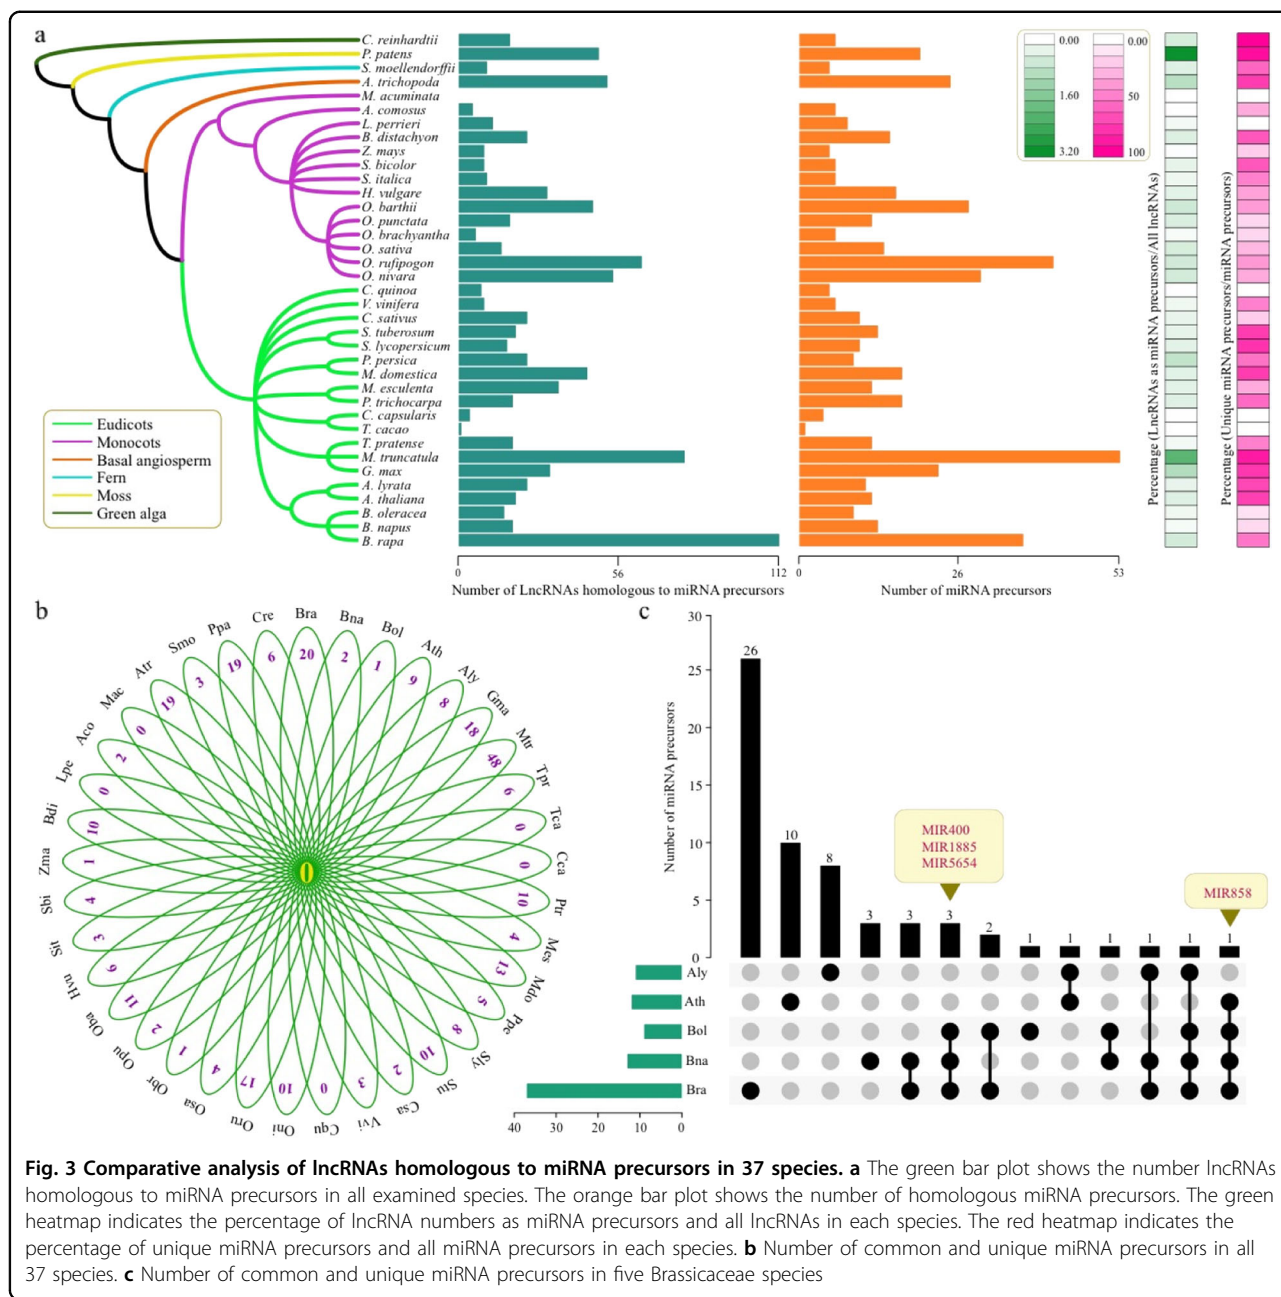 a
C. reinhardtii
P. patens
S. moellendorffii
A. trichopoda
M. acuminata
A. comosus
L. perrieri
B. distachyon
Z. mays
S. bicolor
S. italica
H. vulgare
O. barthii
O. punctata
O. brachyantha
O. sativa
O. rufipogon
O. nivara
C. quinoa
V. vinifera
C. sativus
S. tuberosum
S. lycopersicum
P. persica
M. domestica
M. esculenta
P. trichocarpa
C. capsularis
T. cacao
T. pratense
M. truncatula
G. max
A. lyrata
A. thaliana
B. oleracea
B. napus
B. rapa
Eudicots
Monocots
Basal angiosperm
Fern
Moss
Green alga
0 56 112
Number of LncRNAs homologous to miRNA precursors
0 26 53
Number of miRNA precursors
0.00 0.00
1.60 50
3.20 100
Percentage (LncRNAs as miRNA precursors/All lncRNAs)
Percentage (Unique miRNA precursors/miRNA precursors)
b
Bra 20
Bna 2
Bol 1
Ath 9
Aly 8
Gma 18
Mtr 48
Tpr 6
Tca 0
Cca 0
Ptr 10
Mes 4
Mdo 13
Ppe 5
Sly 8
Stu 10
Csa 2
Vvi 3
Cqu 0
Oni 10
Oru 17
Osa 4
Obr 1
Opu 2
Oba 11
Hvu 6
Sit 3
Sbi 4
Zma 1
Bdi 10
Lpe 0
Aco 2
Mac 0
Atr 19
Smo 3
Ppa 19
Cre 6
0
c
Number of miRNA precursors
30
25
20
15
10
5
0
26 10 8 3 3 3 2 1 1 1 1 1 1
MIR400
MIR1885
MIR5654
MIR858
Aly
Ath
Bol
Bna
Bra
40 30 20 10 0
Fig. 3 Comparative analysis of lncRNAs homologous to miRNA precursors in 37 species. a The green bar plot shows the number lncRNAs
homologous to miRNA precursors in all examined species. The orange bar plot shows the number of homologous miRNA precursors. The green
heatmap indicates the percentage of lncRNA numbers as miRNA precursors and all lncRNAs in each species. The red heatmap indicates the
percentage of unique miRNA precursors and all miRNA precursors in each species. b Number of common and unique miRNA precursors in all
37 species. c Number of common and unique miRNA precursors in five Brassicaceae species